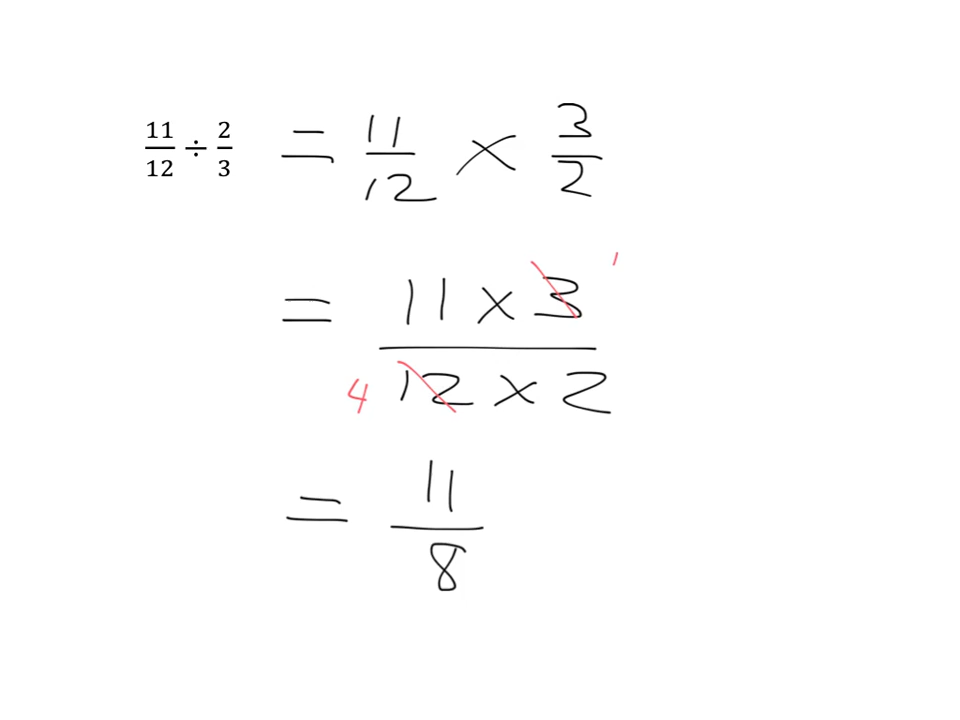 11/12 ÷ 2/3 = 11/12 × 3/2
= 11 × 3 1 / 4 12 × 2
= 11/8